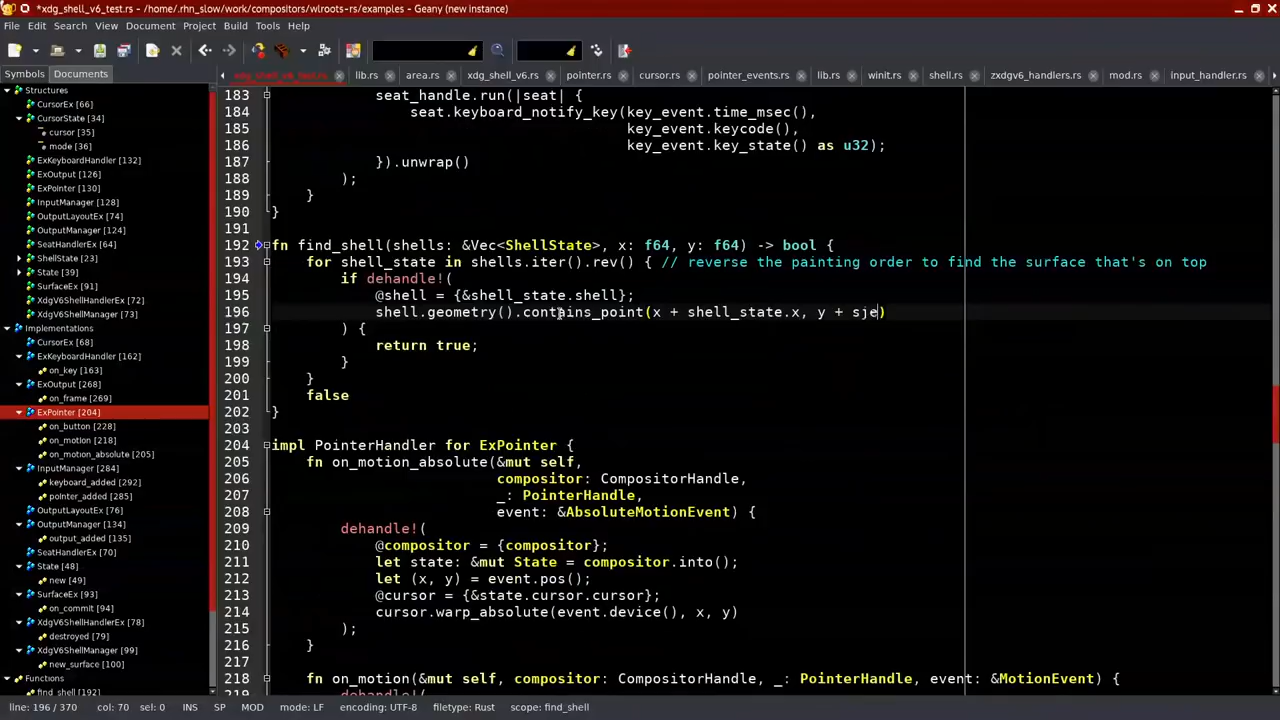 *xdg_shell_v6_test.rs - /home/.rhn_slow/work/compositors/wlroots-rs/examples - Geany (new instance)
File Edit Search View Document Project Build Tools Help
Symbols Documents
xdg_shell_v6_test.rs lib.rs area.rs xdg_shell_v6.rs pointer.rs cursor.rs pointer_events.rs lib.rs winit.rs shell.rs zxdgv6_handlers.rs mod.rs input_handler.rs
Structures
CursorEx [66]
CursorState [34]
cursor [35]
mode [36]
ExKeyboardHandler [132]
ExOutput [126]
ExPointer [130]
InputManager [128]
OutputLayoutEx [74]
OutputManager [124]
SeatHandlerEx [64]
ShellState [23]
State [39]
SurfaceEx [91]
XdgV6ShellHandlerEx [72]
XdgV6ShellManager [73]
Implementations
CursorEx [68]
ExKeyboardHandler [162]
on_key [163]
ExOutput [268]
on_frame [269]
ExPointer [204]
on_button [228]
on_motion [218]
on_motion_absolute [205]
InputManager [284]
keyboard_added [292]
pointer_added [285]
OutputLayoutEx [76]
OutputManager [134]
output_added [135]
SeatHandlerEx [70]
State [48]
new [49]
SurfaceEx [93]
on_commit [94]
XdgV6ShellHandlerEx [78]
destroyed [79]
XdgV6ShellManager [99]
new_surface [100]
Functions
find_shell [192]
183 seat_handle.run(|seat| {
184 seat.keyboard_notify_key(key_event.time_msec(),
185 key_event.keycode(),
186 key_event.key_state() as u32);
187 }).unwrap()
188 );
189 }
190 }
191
192 fn find_shell(shells: &Vec<ShellState>, x: f64, y: f64) -> bool {
193 for shell_state in shells.iter().rev() { // reverse the painting order to find the surface that's on top
194 if dehandle!(
195 @shell = {&shell_state.shell};
196 shell.geometry().contains_point(x + shell_state.x, y + sje)
197 ) {
198 return true;
199 }
200 }
201 false
202 }
203
204 impl PointerHandler for ExPointer {
205 fn on_motion_absolute(&mut self,
206 compositor: CompositorHandle,
207 _: PointerHandle,
208 event: &AbsoluteMotionEvent) {
209 dehandle!(
210 @compositor = {compositor};
211 let state: &mut State = compositor.into();
212 let (x, y) = event.pos();
213 @cursor = {&state.cursor.cursor};
214 cursor.warp_absolute(event.device(), x, y)
215 );
216 }
217
218 fn on_motion(&mut self, compositor: CompositorHandle, _: PointerHandle, event: &MotionEvent) {
219 dehandle!(
line: 196 / 370 col: 70 sel: 0 INS SP MOD mode: LF encoding: UTF-8 filetype: Rust scope: find_shell